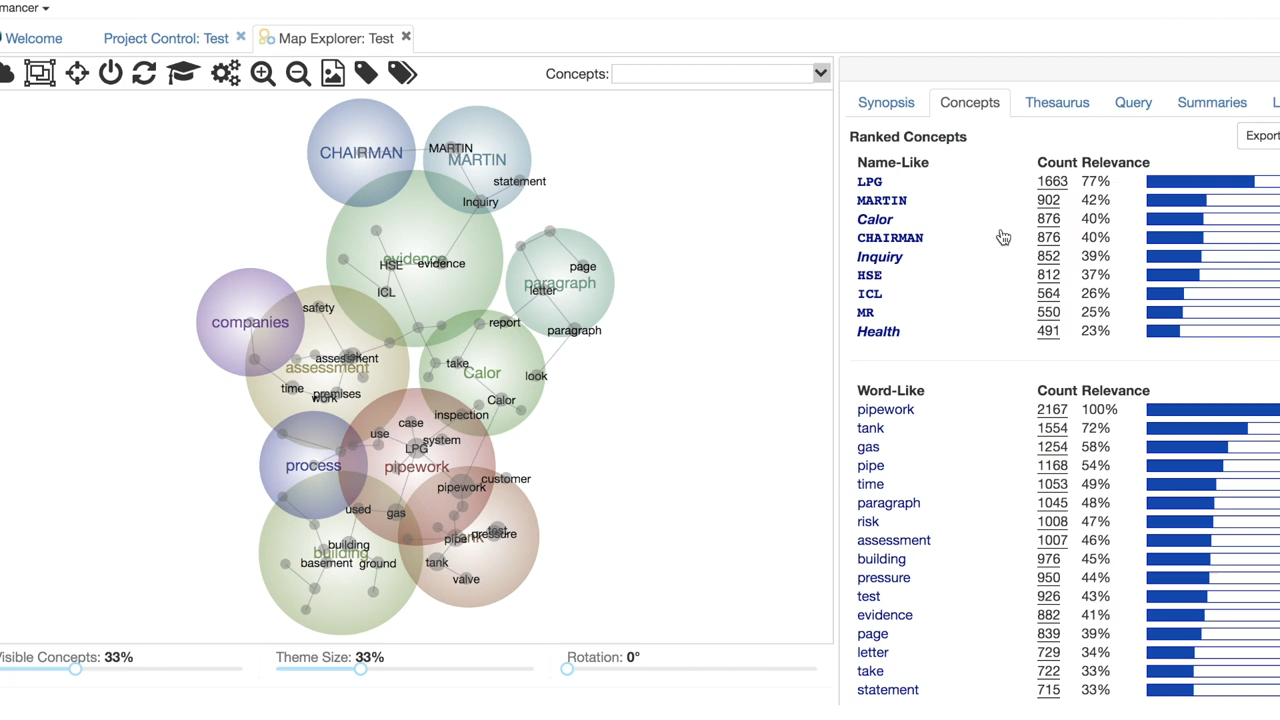 mancer
Welcome
Project Control: Test
Map Explorer: Test
Concepts:
CHAIRMAN
MARTIN
MARTIN
statement
Inquiry
evidence
HSE
evidence
ICL
page
paragraph
letter
report
paragraph
companies
safety
assessment
assessment
time
premises
work
take
Calor
look
Calor
inspection
case
use
system
LPG
process
pipework
customer
pipework
used
gas
test
pressure
pipe
building
building
basement
ground
tank
valve
isible Concepts: 33%
Theme Size: 33%
Rotation: 0°
Synopsis
Concepts
Thesaurus
Query
Summaries
L
Ranked Concepts
Export
Name-Like Count Relevance
LPG 1663 77%
MARTIN 902 42%
Calor 876 40%
CHAIRMAN 876 40%
Inquiry 852 39%
HSE 812 37%
ICL 564 26%
MR 550 25%
Health 491 23%
Word-Like Count Relevance
pipework 2167 100%
tank 1554 72%
gas 1254 58%
pipe 1168 54%
time 1053 49%
paragraph 1045 48%
risk 1008 47%
assessment 1007 46%
building 976 45%
pressure 950 44%
test 926 43%
evidence 882 41%
page 839 39%
letter 729 34%
take 722 33%
statement 715 33%